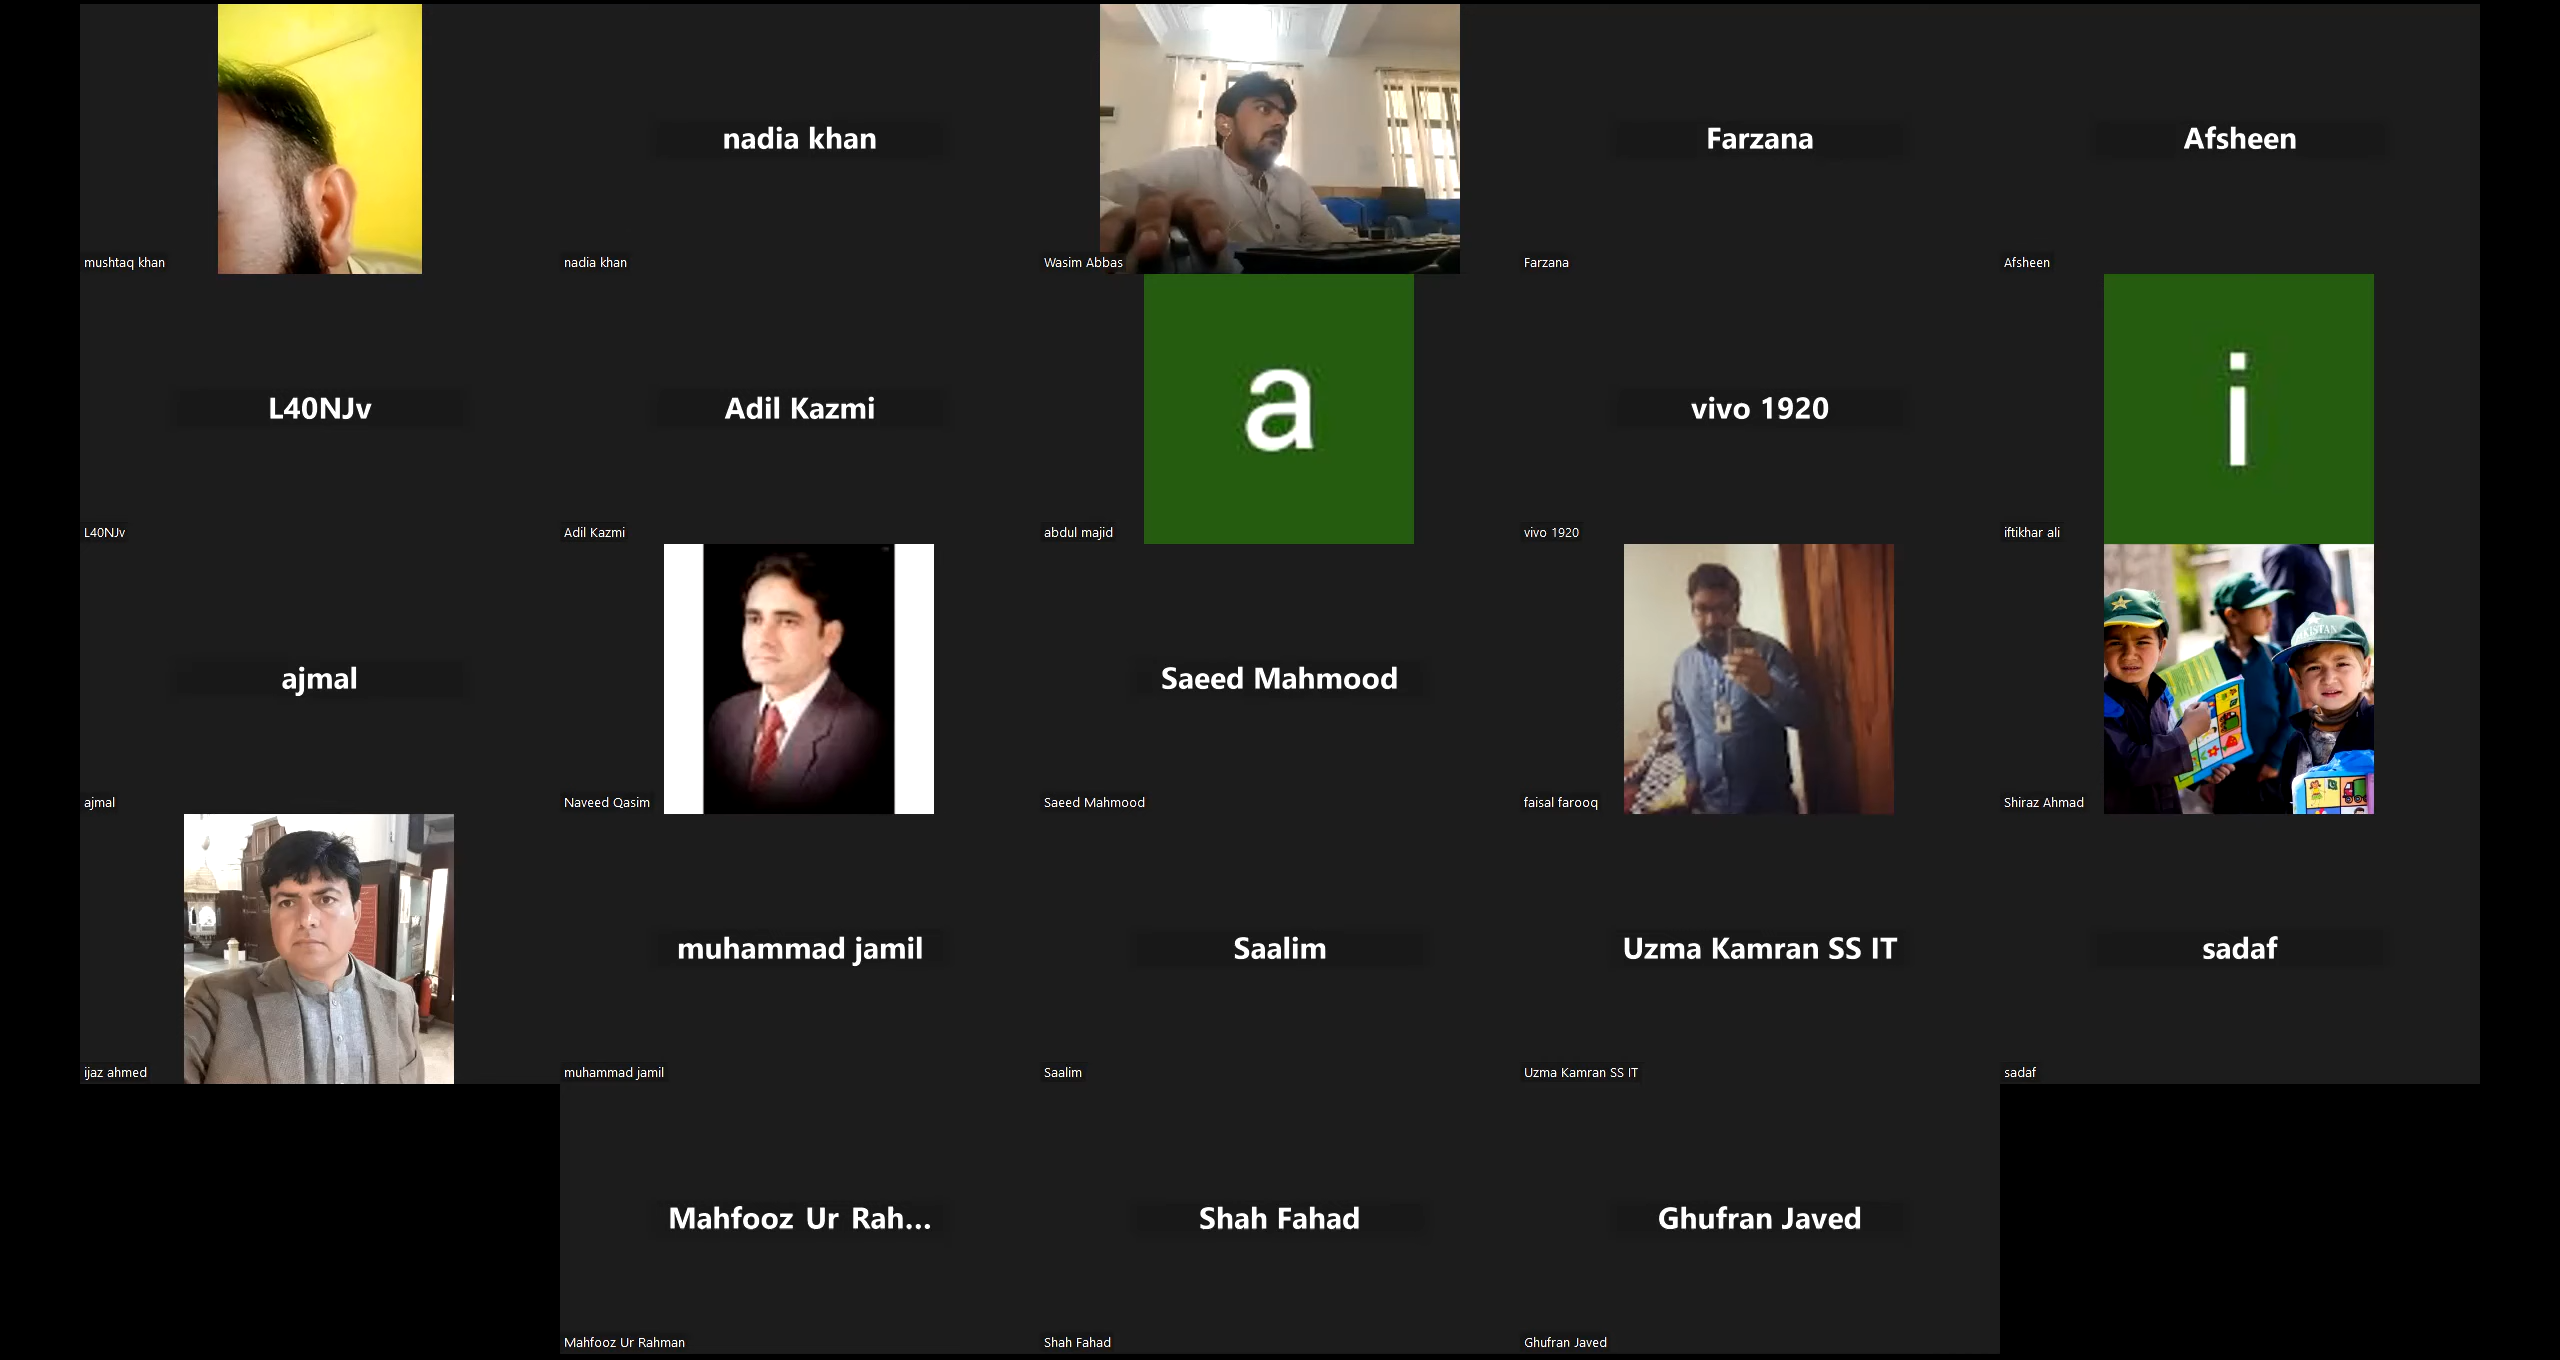 mushtaq khan
nadia khan
nadia khan
Wasim Abbas
Farzana
Farzana
Afsheen
Afsheen
L40NJv
L40NJv
Adil Kazmi
Adil Kazmi
a
abdul majid
vivo 1920
vivo 1920
i
iftikhar ali
ajmal
ajmal
Naveed Qasim
Saeed Mahmood
Saeed Mahmood
faisal farooq
Shiraz Ahmad
ijaz ahmed
muhammad jamil
muhammad jamil
Saalim
Saalim
Uzma Kamran SS IT
Uzma Kamran SS IT
sadaf
sadaf
Mahfooz Ur Rah...
Mahfooz Ur Rahman
Shah Fahad
Shah Fahad
Ghufran Javed
Ghufran Javed